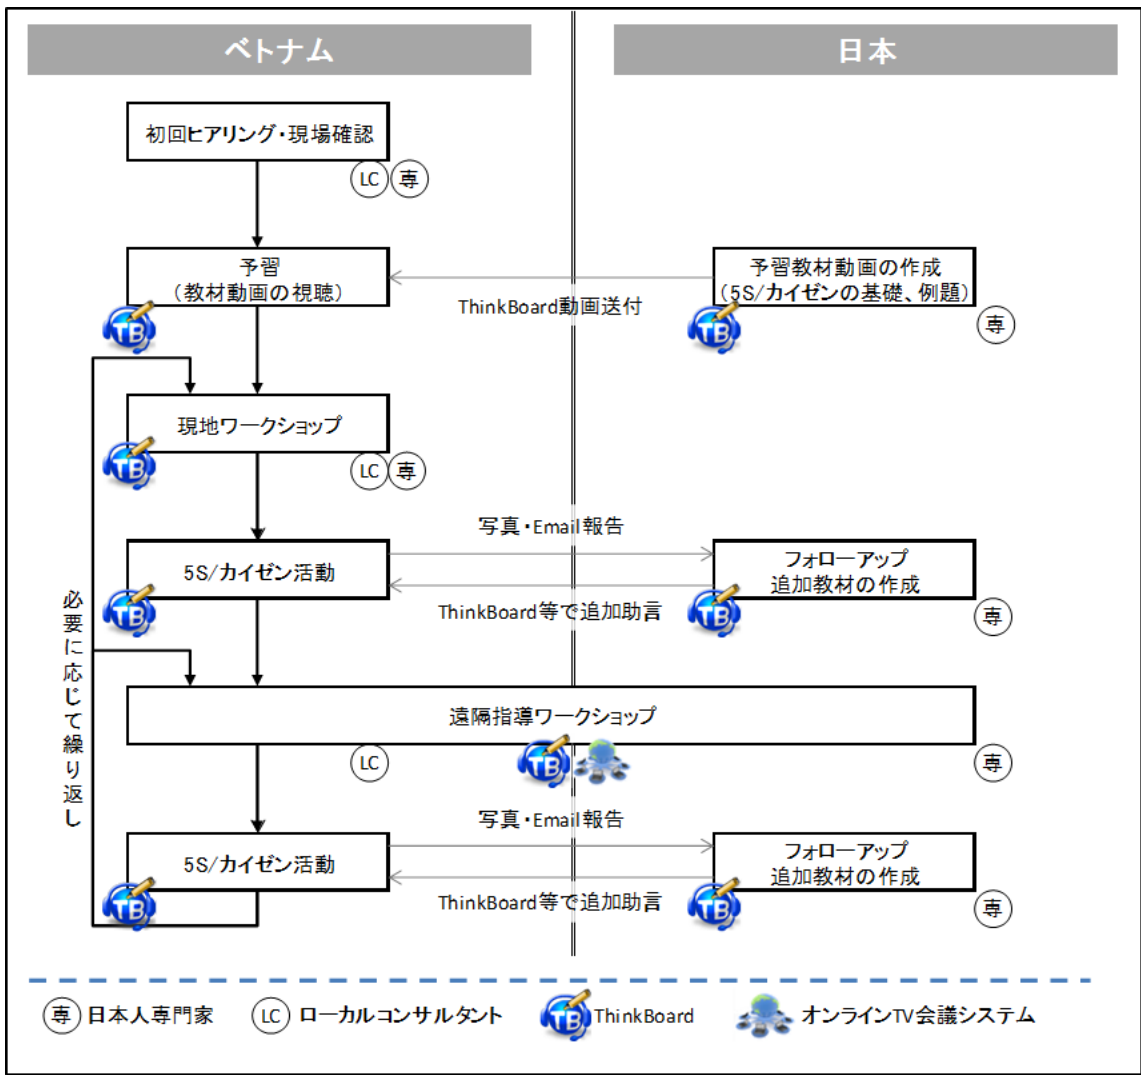 ベトナム
日本
初回ヒアリング・現場確認
LC 専
予習
(教材動画の視聴)
TB
ThinkBoard動画送付
予習教材動画の作成
(5S/カイゼンの基礎、例題)
TB
専
現地ワークショップ
TB
LC 専
5S/カイゼン活動
TB
写真・Email報告
ThinkBoard等で追加助言
フォローアップ
追加教材の作成
TB
専
必要に応じて繰り返し
遠隔指導ワークショップ
LC
TB
専
5S/カイゼン活動
TB
写真・Email報告
ThinkBoard等で追加助言
フォローアップ
追加教材の作成
TB
専
専 日本人専門家 LC ローカルコンサルタント TB ThinkBoard オンラインTV会議システム